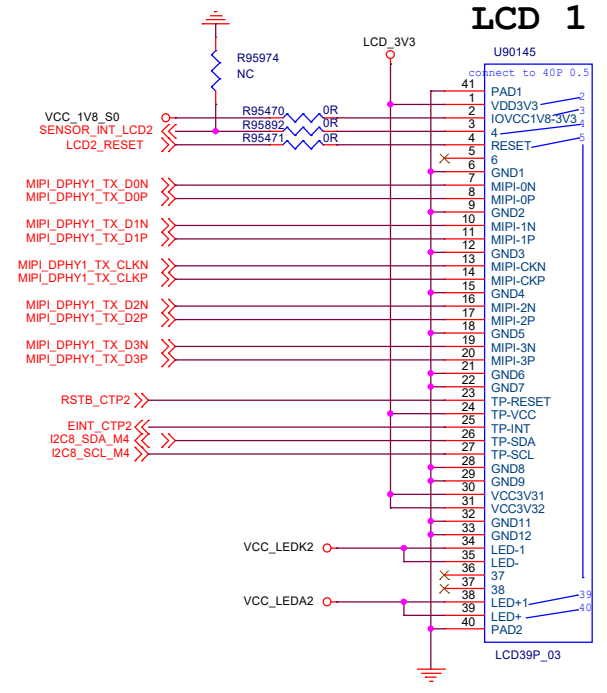 LCD 1
LCD_3V3
U90145
R95974
NC
connect to 40P 0.5
41 PAD1
1 VDD3V3 2
VCC_1V8_S0 R95470 0R 2 IOVCC1V8-3V3 3
SENSOR_INT_LCD2 R95892 0R 3 4 4
LCD2_RESET R95471 0R 4 RESET 5
5 6
6 GND1
MIPI_DPHY1_TX_D0N 7 MIPI-0N
MIPI_DPHY1_TX_D0P 8 MIPI-0P
9 GND2
MIPI_DPHY1_TX_D1N 10 MIPI-1N
MIPI_DPHY1_TX_D1P 11 MIPI-1P
12 GND3
MIPI_DPHY1_TX_CLKN 13 MIPI-CKN
MIPI_DPHY1_TX_CLKP 14 MIPI-CKP
15 GND4
MIPI_DPHY1_TX_D2N 16 MIPI-2N
MIPI_DPHY1_TX_D2P 17 MIPI-2P
18 GND5
MIPI_DPHY1_TX_D3N 19 MIPI-3N
MIPI_DPHY1_TX_D3P 20 MIPI-3P
21 GND6
22 GND7
RSTB_CTP2 23 TP-RESET
24 TP-VCC
EINT_CTP2 25 TP-INT
I2C8_SDA_M4 26 TP-SDA
I2C8_SCL_M4 27 TP-SCL
28 GND8
29 GND9
30 VCC3V31
31 VCC3V32
32 GND11
33 GND12
VCC_LEDK2 34 LED-1
35 LED-
36 37
37 38
VCC_LEDA2 38 LED+1 39
39 LED+ 40
40 PAD2
LCD39P_03